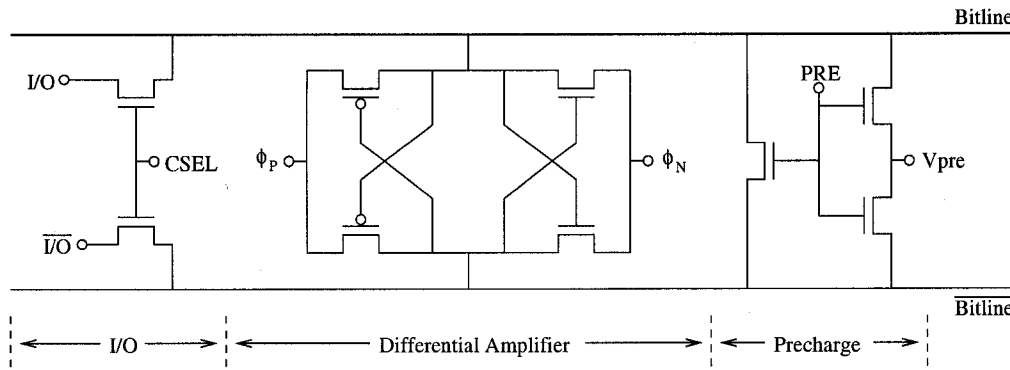 Bitline
I/O
PRE
CSEL
ϕP
ϕN
Vpre
I/O
Bitline
I/O
Differential Amplifier
Precharge